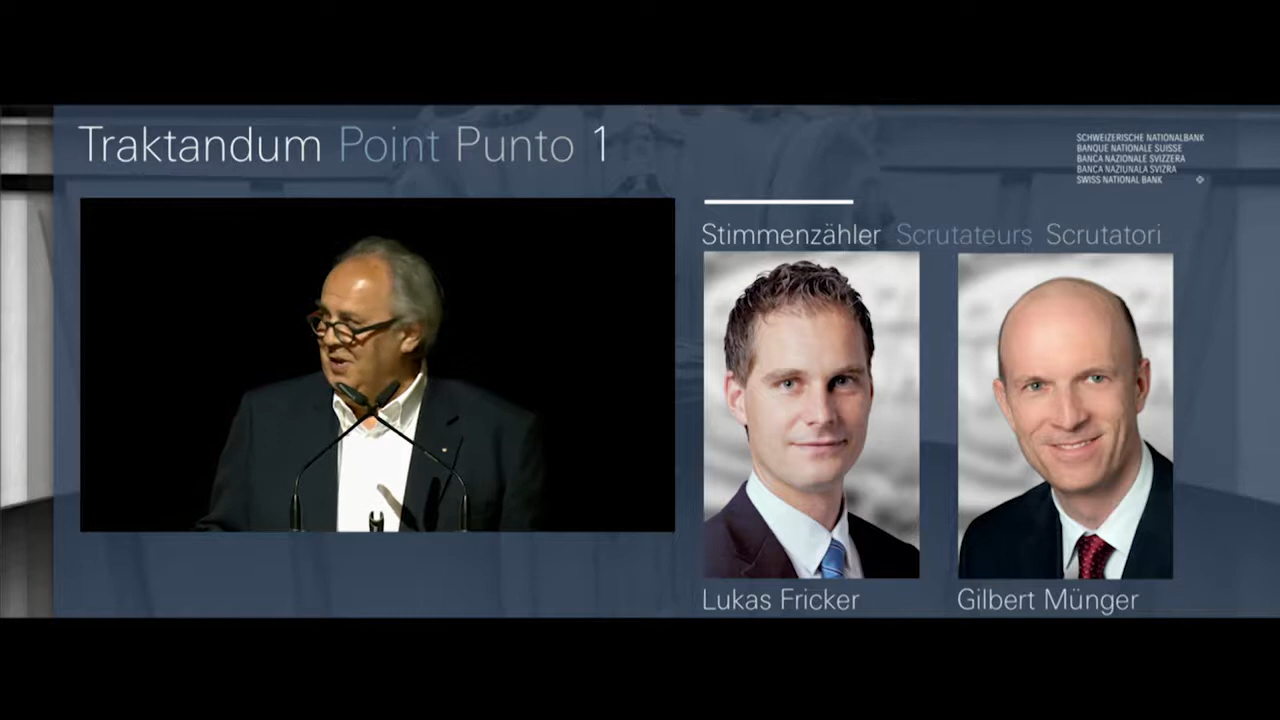 Traktandum Point Punto 1
SCHWEIZERISCHE NATIONALBANK
BANQUE NATIONALE SUISSE
BANCA NAZIONALE SVIZZERA
BANCA NAZIUNALA SVIZRA
SWISS NATIONAL BANK
Stimmenzähler Scrutateurs Scrutatori
Lukas Fricker
Gilbert Münger